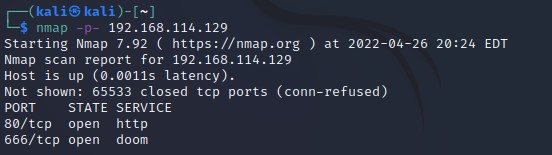 ┌──(kali㉿kali)-[~]
└─$ nmap -p- 192.168.114.129
Starting Nmap 7.92 ( https://nmap.org ) at 2022-04-26 20:24 EDT
Nmap scan report for 192.168.114.129
Host is up (0.0011s latency).
Not shown: 65533 closed tcp ports (conn-refused)
PORT    STATE SERVICE
80/tcp  open  http
666/tcp open  doom